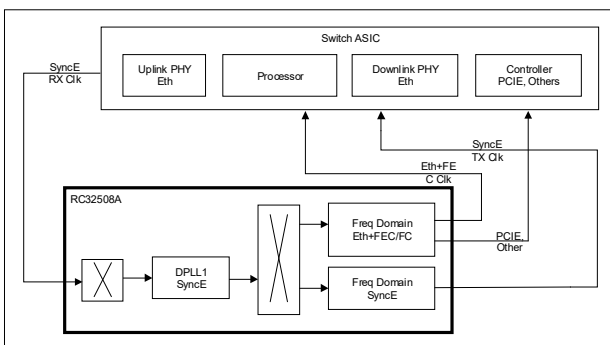 Switch ASIC
Uplink PHY
Eth
Processor
Downlink PHY
Eth
Controller
PCIE, Others
SyncE
RX Clk
SyncE
TX Clk
Eth+FE
C Clk
RC32508A
DPLL1
SyncE
Freq Domain
Eth+FEC/FC
PCIE,
Other
Freq Domain
SyncE